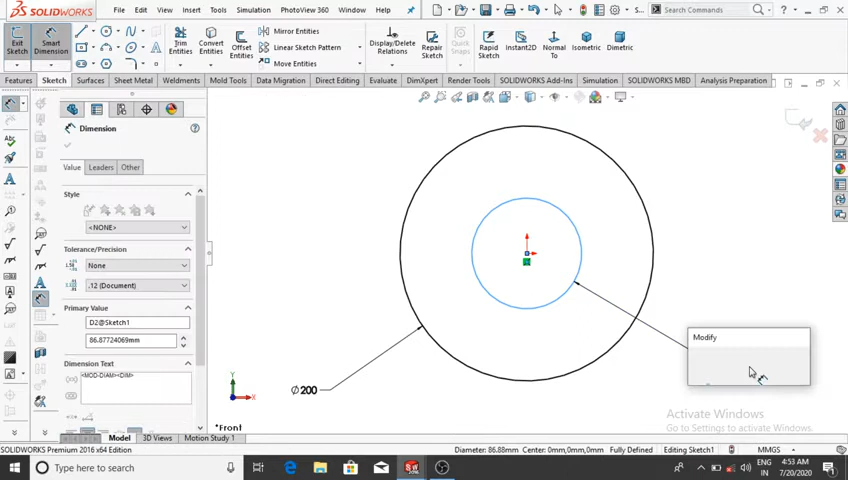 SOLIDWORKS
File Edit View Insert Tools Simulation PhotoView 360 Window Help
Sketch1 *
Search Commands
Exit Sketch
Smart Dimension
Trim Entities
Convert Entities
Offset Entities
Mirror Entities
Linear Sketch Pattern
Move Entities
Display/Delete Relations
Repair Sketch
Quick Snaps
Rapid Sketch
Instant2D
Normal To
Isometric
Dimetric
Features Sketch Surfaces Sheet Metal Weldments Mold Tools Data Migration Direct Editing Evaluate DimXpert Render Tools SOLIDWORKS Add-Ins Simulation SOLIDWORKS MBD Analysis Preparation
Dimension
Value Leaders Other
Style
<NONE>
Tolerance/Precision
None
.12 (Document)
Primary Value
D2@Sketch1
86.87724069mm
Dimension Text
<MOD-DIAM><DIM>
Ø200
Modify
Y
X
*Front
Activate Windows
Go to Settings to activate Windows.
Model 3D Views Motion Study 1
SOLIDWORKS Premium 2016 x64 Edition
Diameter: 86.88mm Center: 0mm,0mm,0mm Fully Defined Editing Sketch1 MMGS
Type here to search
ENG
IN
4:53 AM
7/20/2020